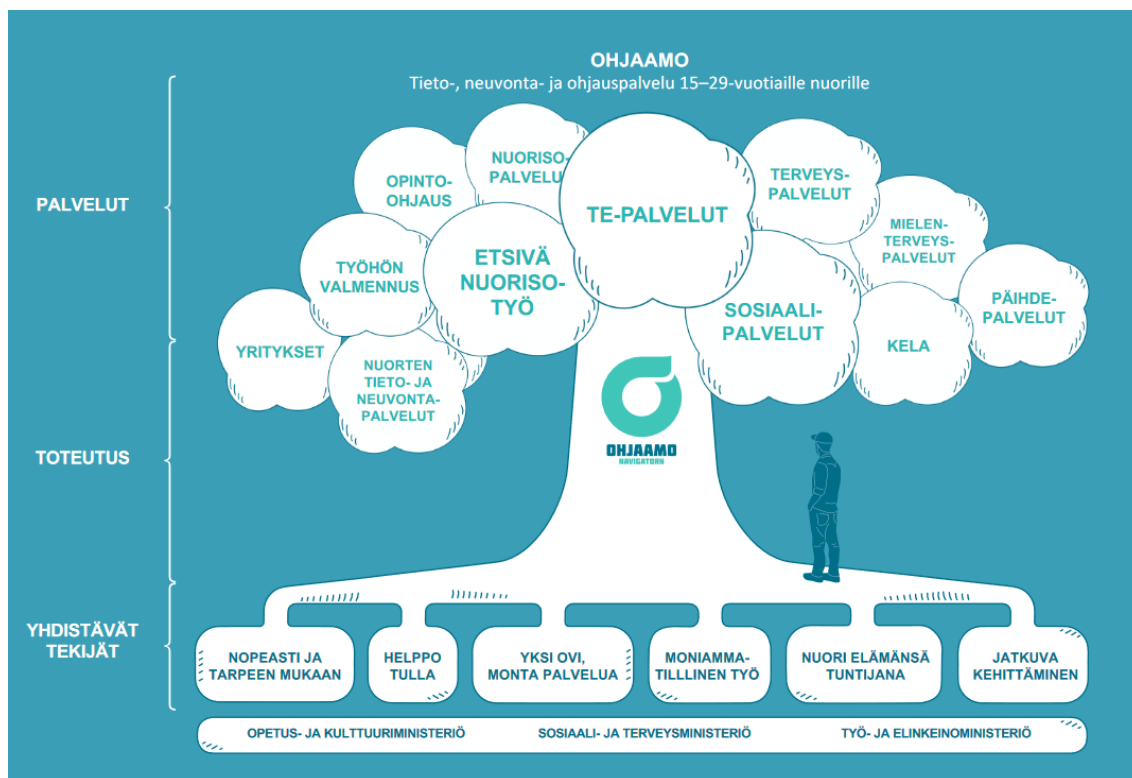 OHJAAMO
Tieto-, neuvonta- ja ohjauspalvelu 15–29-vuotiaille nuorille
PALVELUT
NUORISO-
PALVELU
OPINTO-
OHJAUS
TE-PALVELUT
TERVEYS-
PALVELUT
MIELEN-
TERVEYS-
PALVELUT
TYÖHÖN
VALMENNUS
ETSIVÄ
NUORISO-
TYÖ
SOSIAALI-
PALVELUT
PÄIHDE-
PALVELUT
YRITYKSET
KELA
NUORTEN
TIETO- JA
NEUVONTA-
PALVELUT
OHJAAMO
NAVIGATORN
TOTEUTUS
YHDISTÄVÄT
TEKIJÄT
NOPEASTI JA
TARPEEN MUKAAN
HELPPO
TULLA
YKSI OVI,
MONTA PALVELUA
MONIAMMA-
TILLLINEN TYÖ
NUORI ELÄMÄNSÄ
TUNTIJANA
JATKUVA
KEHITTÄMINEN
OPETUS- JA KULTTUURIMINISTERIÖ
SOSIAALI- JA TERVEYSMINISTERIÖ
TYÖ- JA ELINKEINOMINISTERIÖ